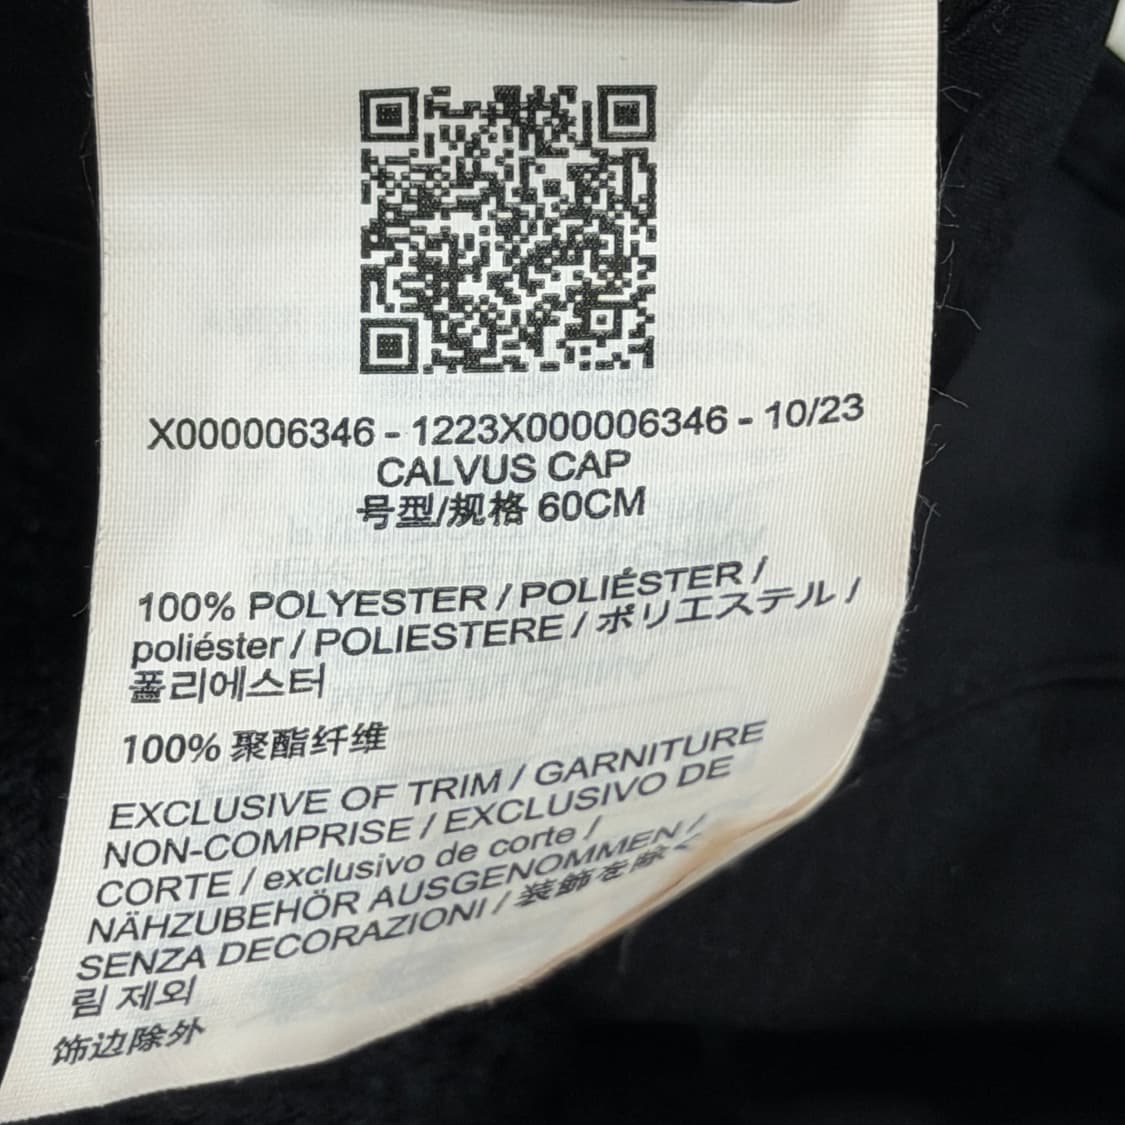 X000006346 - 1223X000006346 - 10/23
CALVUS CAP
号型/规格 60CM
100% POLYESTER / POLIÉSTER /
poliéster / POLIESTERE / ポリエステル /
폴리에스터
100% 聚酯纤维
EXCLUSIVE OF TRIM / GARNITURE
NON-COMPRISE / EXCLUSIVO DE
CORTE / exclusivo de corte /
NÄHZUBEHÖR AUSGENOMMEN /
SENZA DECORAZIONI / 装飾を除く
림 제외
饰边除外